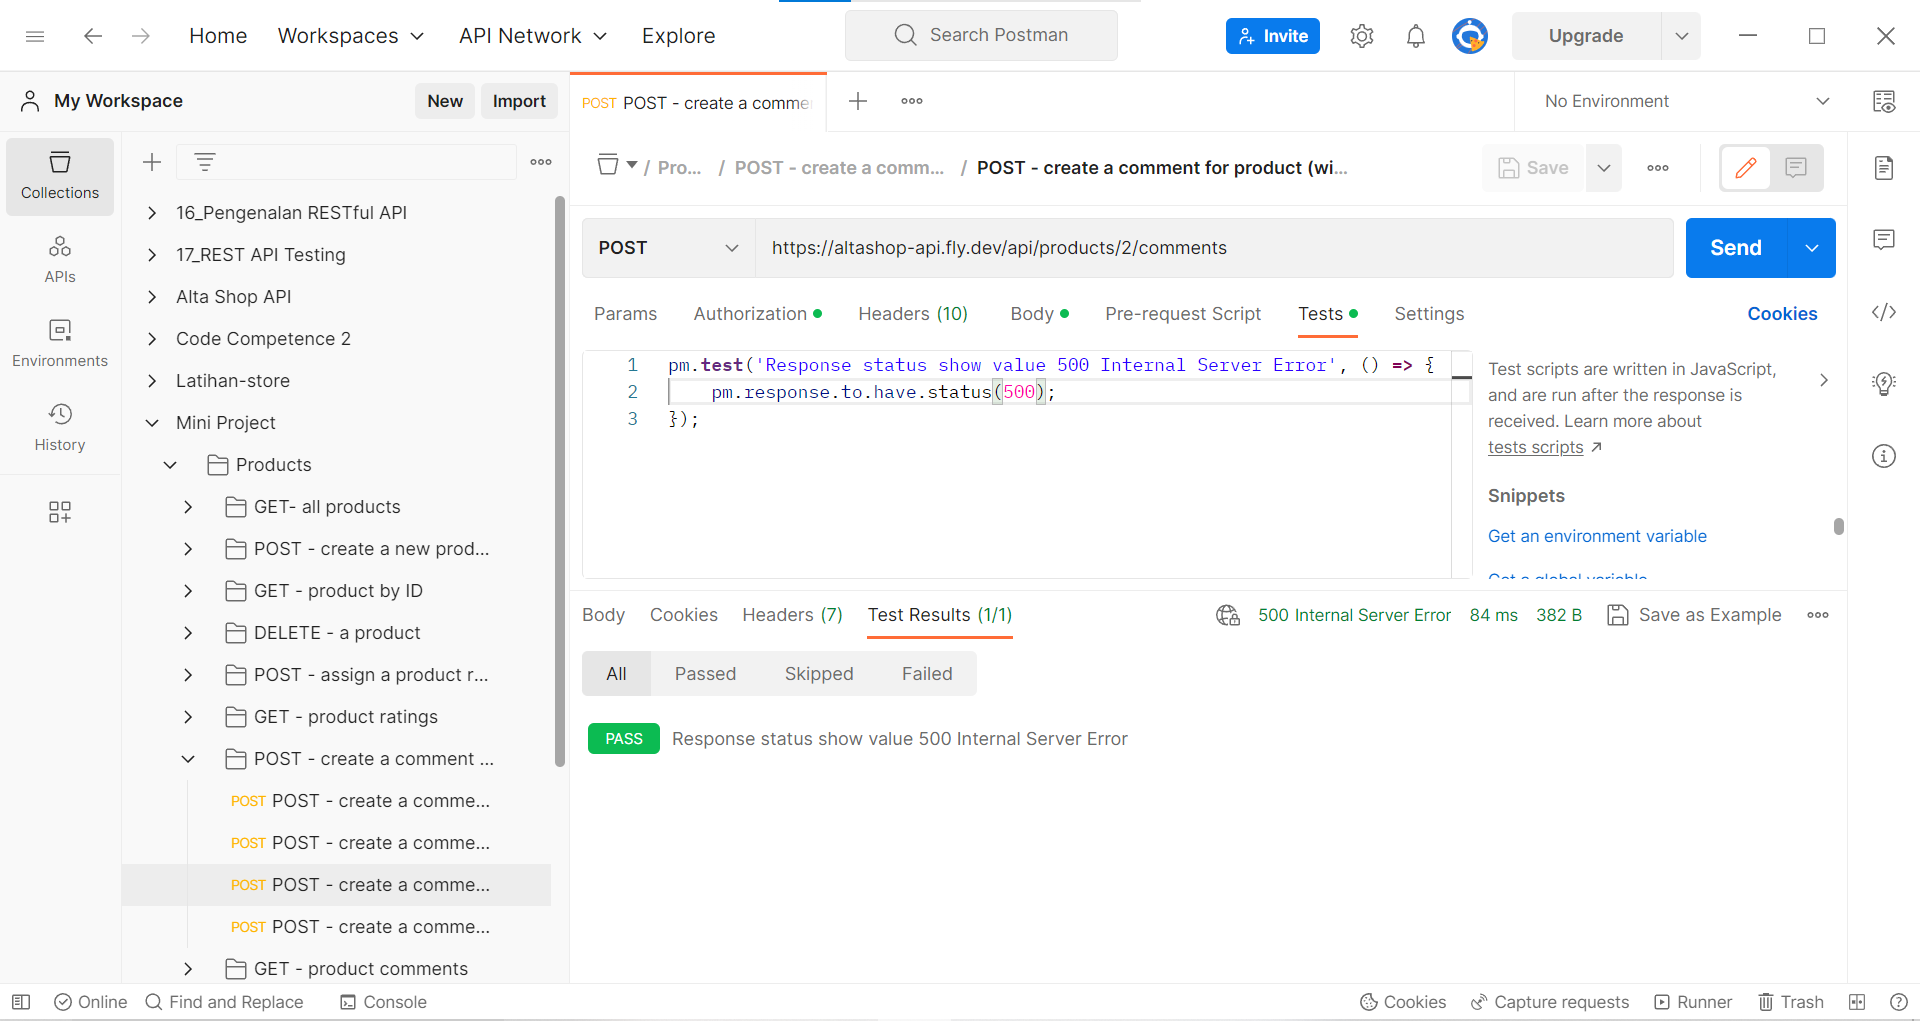 Home Workspaces API Network Explore Search Postman Invite Upgrade
My Workspace New Import POST POST - create a comme No Environment
Collections
APIs
Environments
History
16_Pengenalan RESTful API
17_REST API Testing
Alta Shop API
Code Competence 2
Latihan-store
Mini Project
Products
GET- all products
POST - create a new prod...
GET - product by ID
DELETE - a product
POST - assign a product r...
GET - product ratings
POST - create a comment ...
POST POST - create a comme...
POST POST - create a comme...
POST POST - create a comme...
POST POST - create a comme...
GET - product comments
/ Pro... / POST - create a comm... / POST - create a comment for product (wi... Save
POST https://altashop-api.fly.dev/api/products/2/comments Send
Params Authorization Headers (10) Body Pre-request Script Tests Settings Cookies
1 pm.test('Response status show value 500 Internal Server Error', () => {
2 pm.response.to.have.status(500);
3 });
Test scripts are written in JavaScript,
and are run after the response is
received. Learn more about
tests scripts ↗
Snippets
Get an environment variable
Get a global variable
Body Cookies Headers (7) Test Results (1/1) 500 Internal Server Error 84 ms 382 B Save as Example
All Passed Skipped Failed
PASS Response status show value 500 Internal Server Error
Online Find and Replace Console Cookies Capture requests Runner Trash